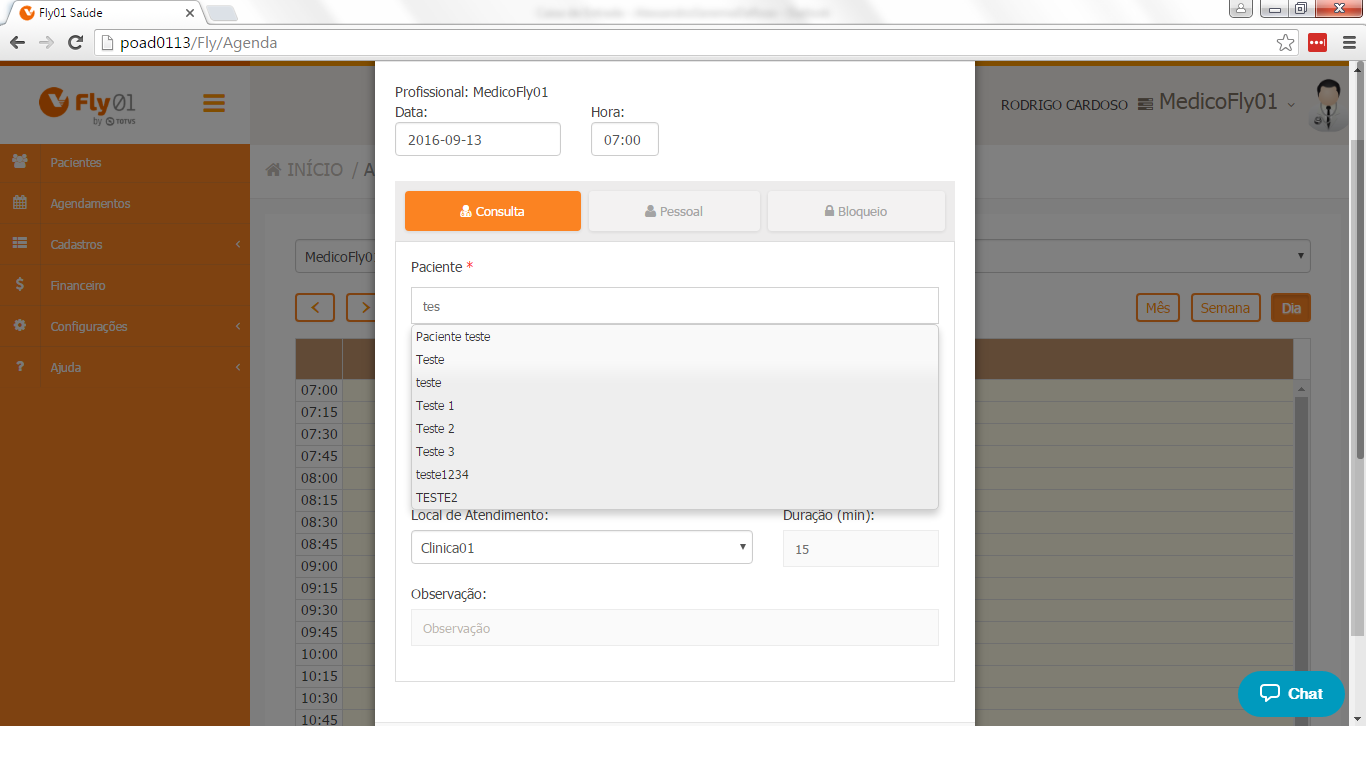 Fly01 Saúde
poad0113/Fly/Agenda
Fly01
by TOTVS
RODRIGO CARDOSO MedicoFly01
Pacientes
Agendamentos
Cadastros
Financeiro
Configurações
Ajuda
INÍCIO / A
MedicoFly0
Mês
Semana
Dia
07:00
07:15
07:30
07:45
08:00
08:15
08:30
08:45
09:00
09:15
09:30
09:45
10:00
10:15
10:30
10:45
Profissional: MedicoFly01
Data: Hora:
2016-09-13 07:00
Consulta Pessoal Bloqueio
Paciente *
tes
Paciente teste
Teste
teste
Teste 1
Teste 2
Teste 3
teste1234
TESTE2
Local de Atendimento: Duração (min):
Clinica01 15
Observação:
Observação
Chat